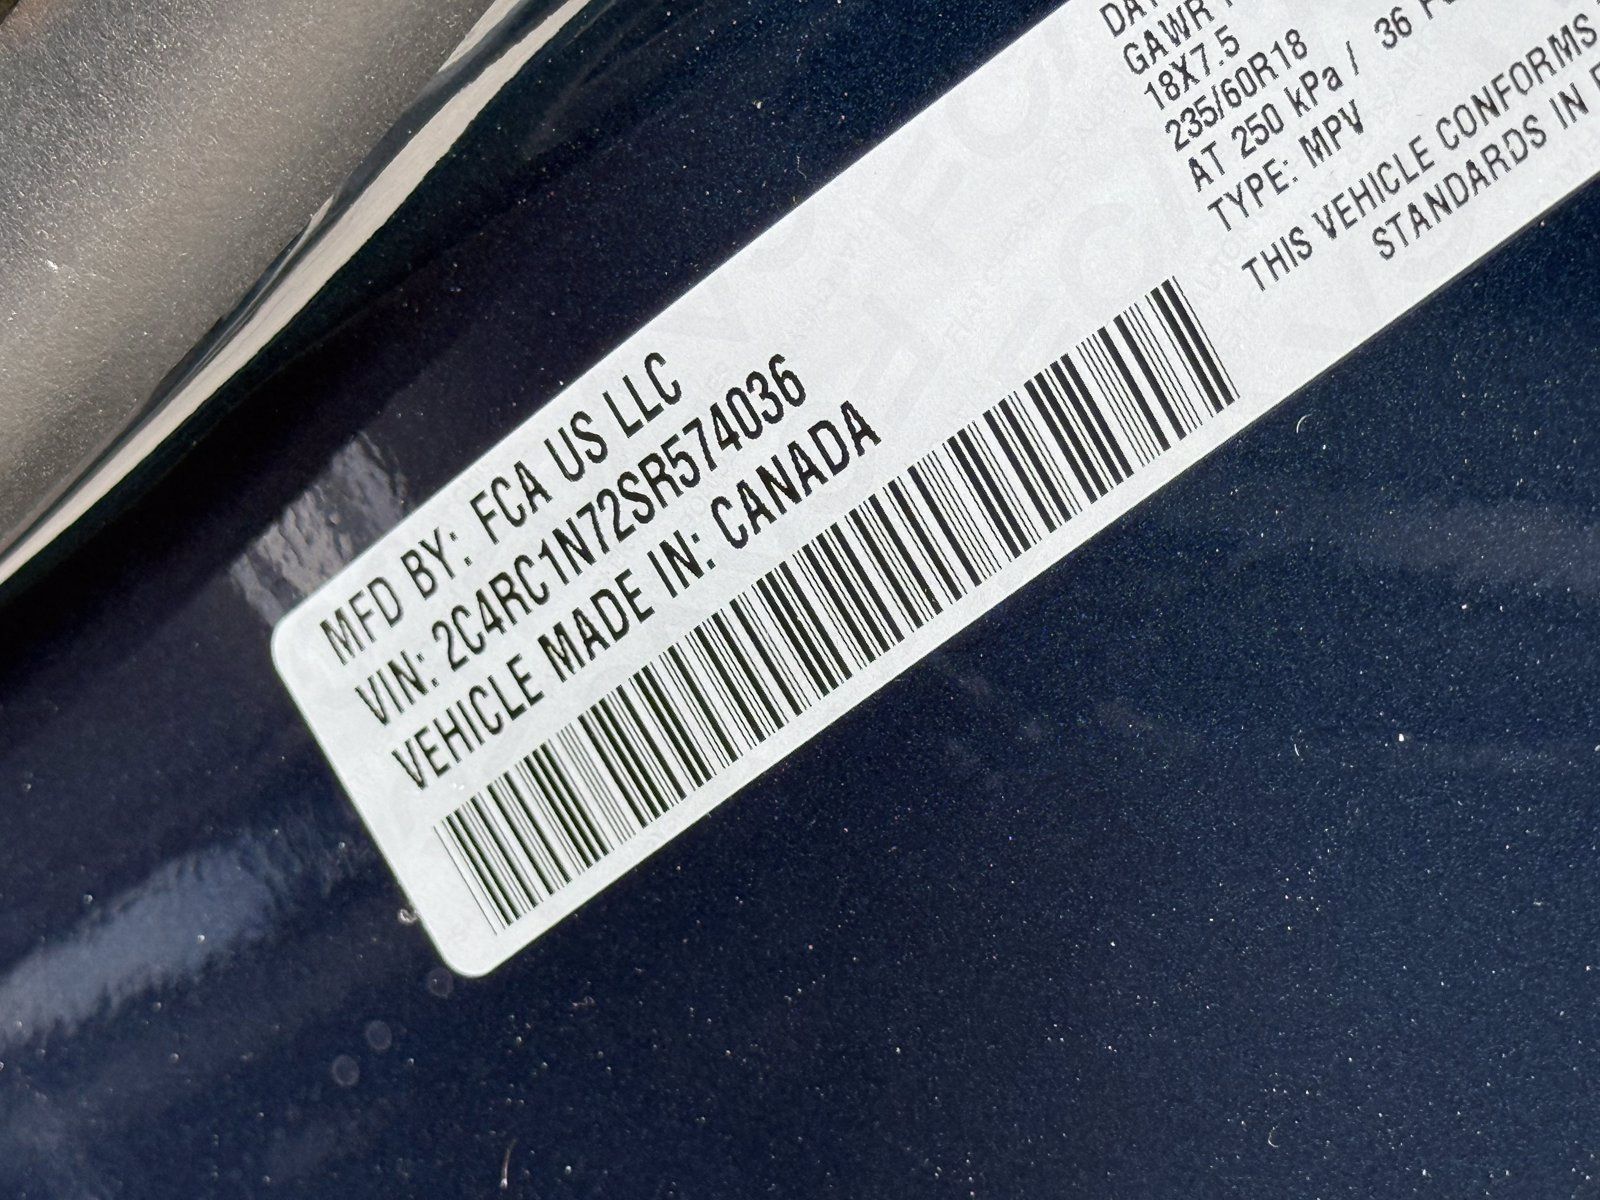 MFD BY: FCA US LLC
VIN: 2C4RC1N72SR574036
VEHICLE MADE IN: CANADA
GAWR
18X7.5
235/60R18
AT 250 kPa / 36
TYPE: MPV
THIS VEHICLE CONFORMS
STANDARDS IN